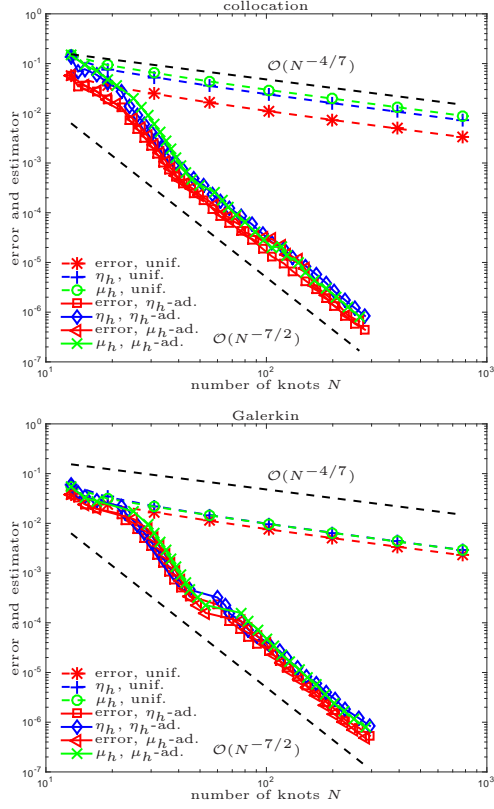 collocation
10^0
10^{-1}
10^{-2}
10^{-3}
10^{-4}
10^{-5}
10^{-6}
10^{-7}
error and estimator
O(N^{-4/7})
error, unif.
η_h, unif.
μ_h, unif.
error, η_h-ad.
η_h, η_h-ad.
error, μ_h-ad.
μ_h, μ_h-ad.
O(N^{-7/2})
10^1 10^2 10^3
number of knots N
Galerkin
10^0
10^{-1}
10^{-2}
10^{-3}
10^{-4}
10^{-5}
10^{-6}
10^{-7}
error and estimator
O(N^{-4/7})
error, unif.
η_h, unif.
μ_h, unif.
error, η_h-ad.
η_h, η_h-ad.
error, μ_h-ad.
μ_h, μ_h-ad.
O(N^{-7/2})
10^1 10^2 10^3
number of knots N